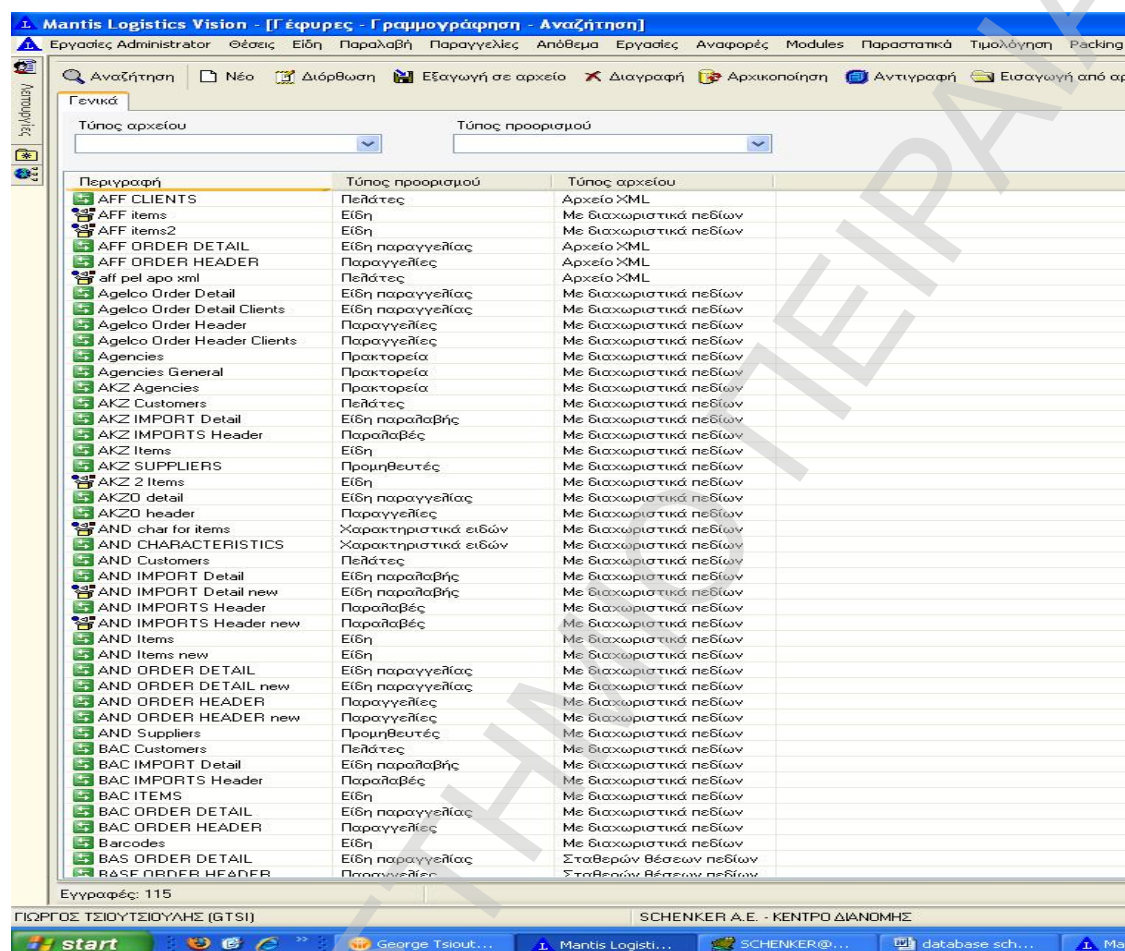 Mantis Logistics Vision - [Γέφυρες - Γραμμογράφηση - Αναζήτηση]
Εργασίες Administrator Θέσεις Είδη Παραλαβή Παραγγελίες Απόθεμα Εργασίες Αναφορές Modules Παραστατικά Τιμολόγηση Packing
Λειτουργίες
Αναζήτηση Νέο Διόρθωση Εξαγωγή σε αρχείο Διαγραφή Αρχικοποίηση Αντιγραφή Εισαγωγή από αρ
Γενικά
Τύπος αρχείου Τύπος προορισμού
Περιγραφή Τύπος προορισμού Τύπος αρχείου
AFF CLIENTS Πελάτες Αρχείο XML
AFF items Είδη Με διαχωριστικά πεδίων
AFF items2 Είδη Με διαχωριστικά πεδίων
AFF ORDER DETAIL Είδη παραγγελίας Αρχείο XML
AFF ORDER HEADER Παραγγελίες Αρχείο XML
aff pel apo xml Πελάτες Αρχείο XML
Agelco Order Detail Είδη παραγγελίας Με διαχωριστικά πεδίων
Agelco Order Detail Clients Είδη παραγγελίας Με διαχωριστικά πεδίων
Agelco Order Header Παραγγελίες Με διαχωριστικά πεδίων
Agelco Order Header Clients Παραγγελίες Με διαχωριστικά πεδίων
Agencies Πρακτορεία Με διαχωριστικά πεδίων
Agencies General Πρακτορεία Με διαχωριστικά πεδίων
AKZ Agencies Πρακτορεία Με διαχωριστικά πεδίων
AKZ Customers Πελάτες Με διαχωριστικά πεδίων
AKZ IMPORT Detail Είδη παραλαβής Με διαχωριστικά πεδίων
AKZ IMPORTS Header Παραλαβές Με διαχωριστικά πεδίων
AKZ Items Είδη Με διαχωριστικά πεδίων
AKZ SUPPLIERS Προμηθευτές Με διαχωριστικά πεδίων
AKZ 2 Items Είδη Με διαχωριστικά πεδίων
AKZO detail Είδη παραγγελίας Με διαχωριστικά πεδίων
AKZO header Παραγγελίες Με διαχωριστικά πεδίων
AND char for items Χαρακτηριστικά ειδών Με διαχωριστικά πεδίων
AND CHARACTERISTICS Χαρακτηριστικά ειδών Με διαχωριστικά πεδίων
AND Customers Πελάτες Με διαχωριστικά πεδίων
AND IMPORT Detail Είδη παραλαβής Με διαχωριστικά πεδίων
AND IMPORT Detail new Είδη παραλαβής Με διαχωριστικά πεδίων
AND IMPORTS Header Παραλαβές Με διαχωριστικά πεδίων
AND IMPORTS Header new Παραλαβές Με διαχωριστικά πεδίων
AND Items Είδη Με διαχωριστικά πεδίων
AND Items new Είδη Με διαχωριστικά πεδίων
AND ORDER DETAIL Είδη παραγγελίας Με διαχωριστικά πεδίων
AND ORDER DETAIL new Είδη παραγγελίας Με διαχωριστικά πεδίων
AND ORDER HEADER Παραγγελίες Με διαχωριστικά πεδίων
AND ORDER HEADER new Παραγγελίες Με διαχωριστικά πεδίων
AND Suppliers Προμηθευτές Με διαχωριστικά πεδίων
BAC Customers Πελάτες Με διαχωριστικά πεδίων
BAC IMPORT Detail Είδη παραλαβής Με διαχωριστικά πεδίων
BAC IMPORTS Header Παραλαβές Με διαχωριστικά πεδίων
BAC ITEMS Είδη Με διαχωριστικά πεδίων
BAC ORDER DETAIL Είδη παραγγελίας Με διαχωριστικά πεδίων
BAC ORDER HEADER Παραγγελίες Με διαχωριστικά πεδίων
Barcodes Είδη Με διαχωριστικά πεδίων
BAS ORDER DETAIL Είδη παραγγελίας Σταθερών θέσεων πεδίων
BASF ORDER HEADER Παραγγελίες Σταθερών θέσεων πεδίων
Εγγραφές: 115
ΓΙΩΡΓΟΣ ΤΣΙΟΥΤΣΙΟΥΛΗΣ (GTSI) SCHENKER A.E. - ΚΕΝΤΡΟ ΔΙΑΝΟΜΗΣ
start George Tsiout... Mantis Logisti... SCHENKER@... database sch... Ma
ΤΗΜΙΟ ΠΕΙΡΑΙ